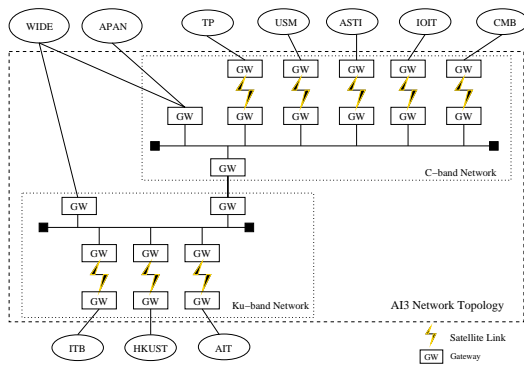 WIDE APAN TP USM ASTI IOIT CMB
GW GW GW GW GW
GW GW GW GW GW GW
GW
C-band Network
GW GW
GW GW GW
GW GW GW
Ku-band Network
AI3 Network Topology
ITB HKUST AIT
Satellite Link
GW Gateway